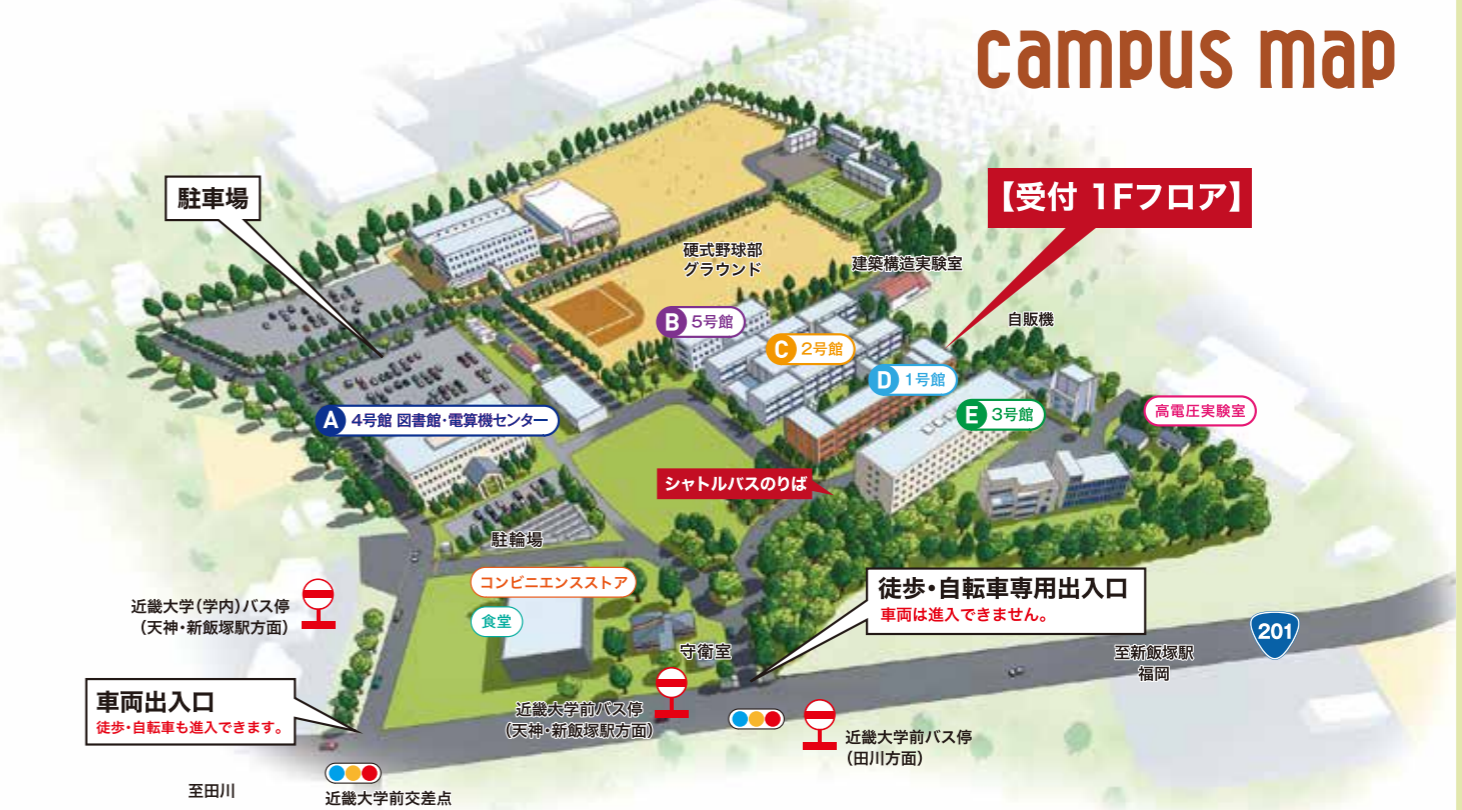 campus map
駐車場
【受付 1Fフロア】
硬式野球部
グラウンド
建築構造実験室
自販機
B 5号館
C 2号館
D 1号館
E 3号館
高電圧実験室
A 4号館 図書館・電算機センター
シャトルバスのりば
駐輪場
コンビニエンスストア
食堂
徒歩・自転車専用出入口
車両は進入できません。
近畿大学(学内)バス停
(天神・新飯塚駅方面)
守衛室
201
至新飯塚駅
福岡
車両出入口
徒歩・自転車も進入できます。
近畿大学前バス停
(天神・新飯塚駅方面)
近畿大学前バス停
(田川方面)
至田川
近畿大学前交差点